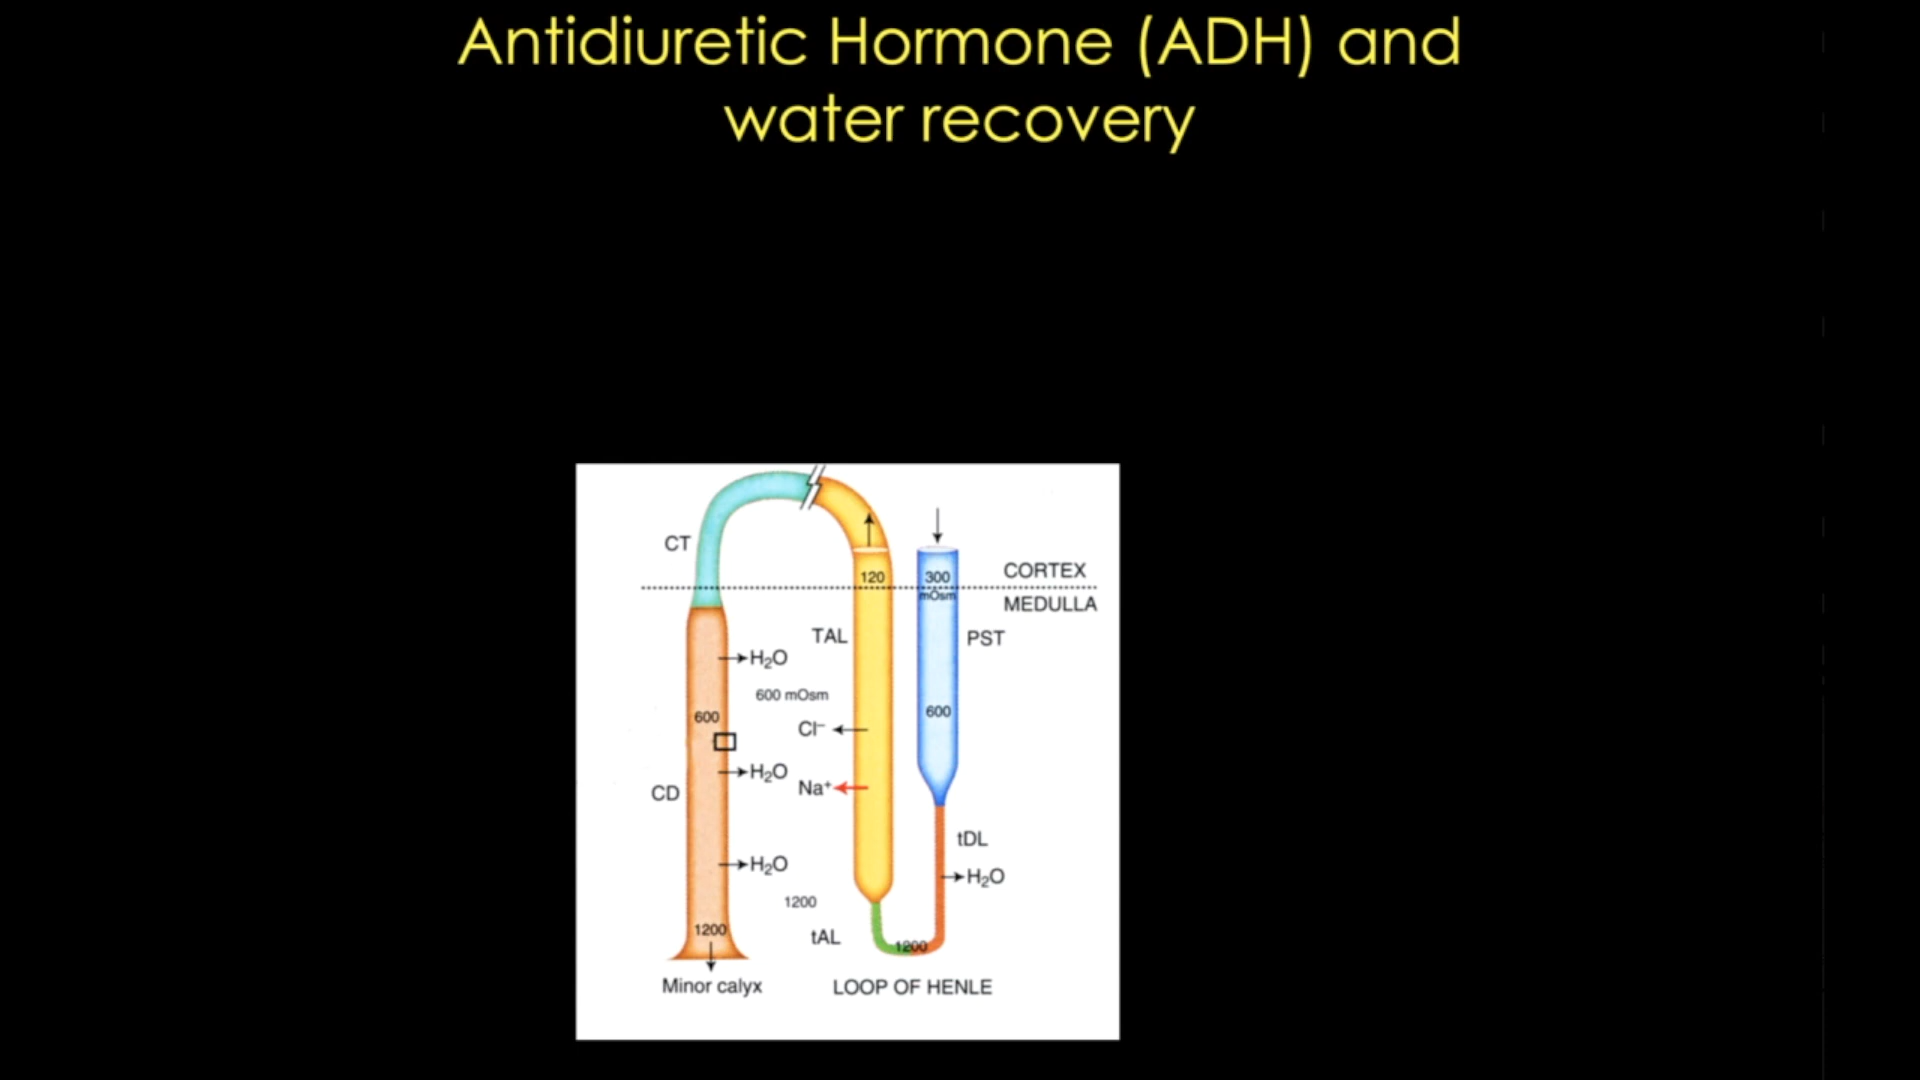 Antidiuretic Hormone (ADH) and
water recovery
CT
120
300
mOsm
CORTEX
MEDULLA
TAL
PST
H₂O
600 mOsm
600
600
Cl⁻
H₂O
Na⁺
CD
tDL
H₂O
H₂O
1200
1200
tAL
1200
Minor calyx
LOOP OF HENLE